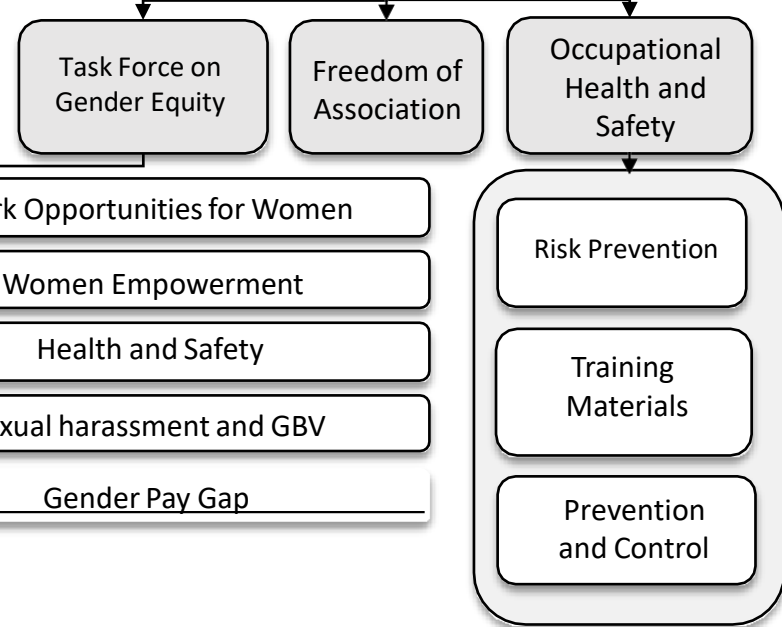 Task Force on
Gender Equity
Freedom of
Association
Occupational
Health and
Safety
Opportunities for Women
Women Empowerment
Health and Safety
harassment and GBV
Gender Pay Gap
Risk Prevention
Training
Materials
Prevention
and Control